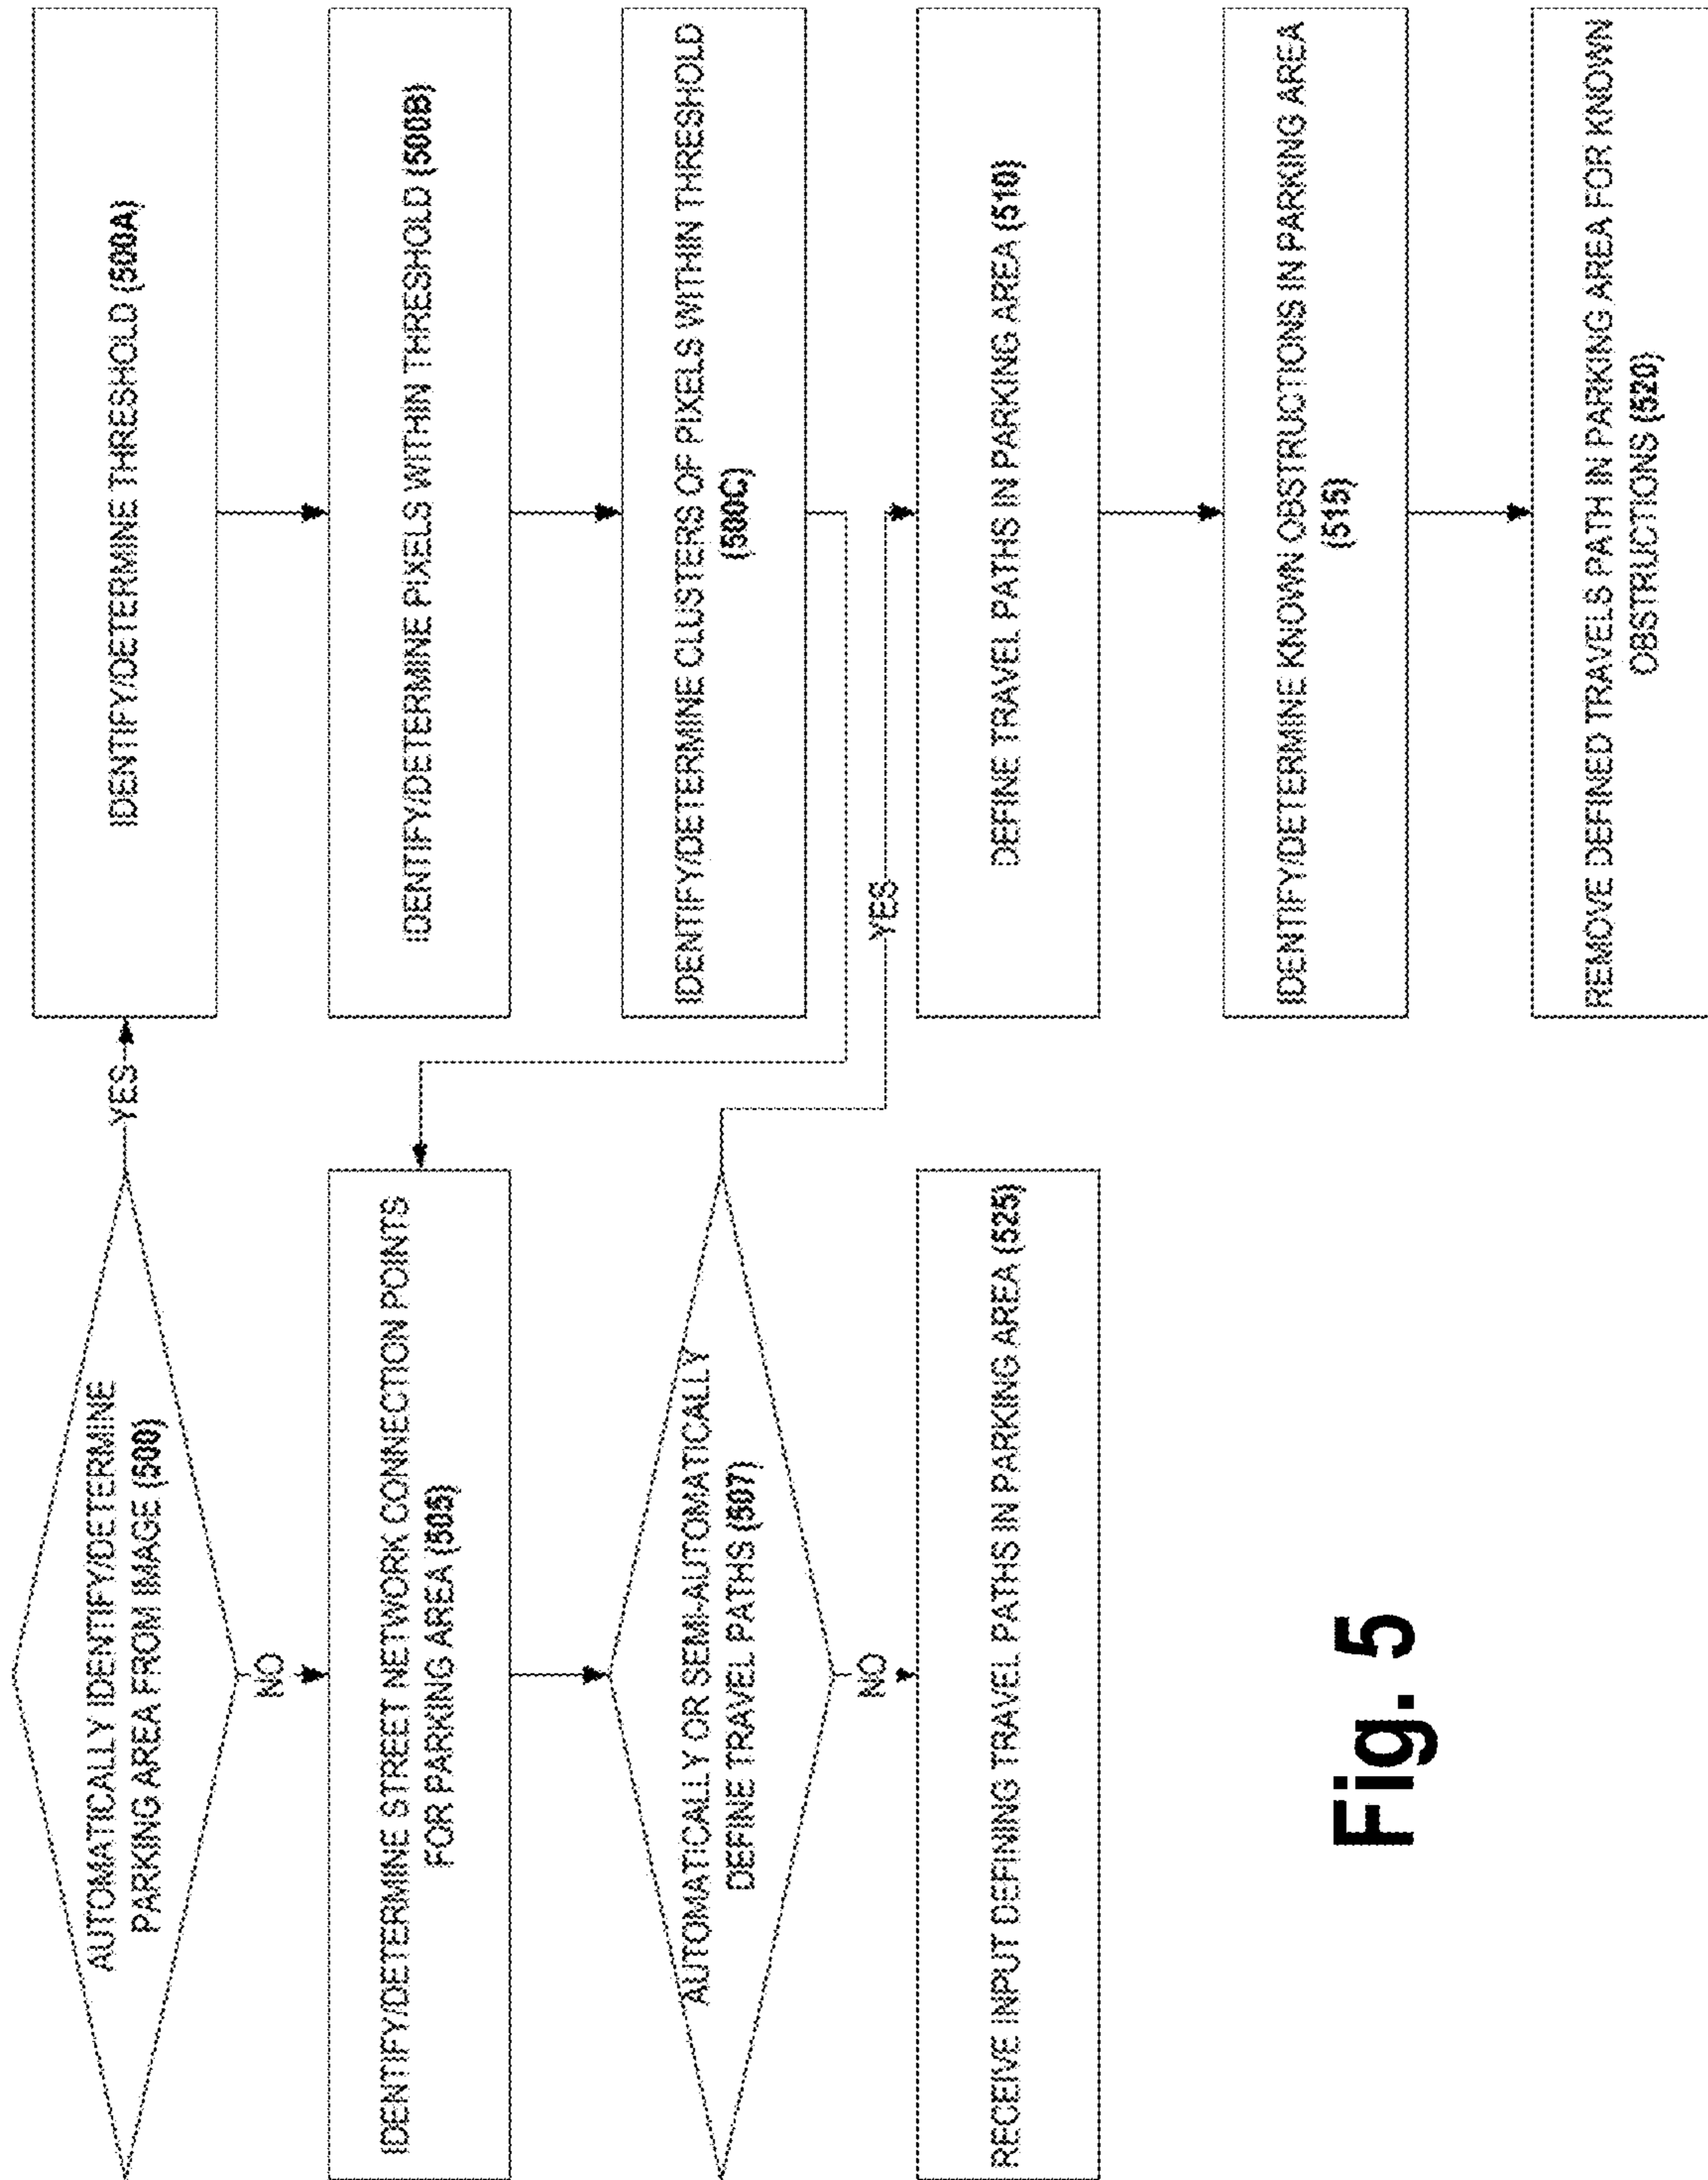 AUTOMATICALLY IDENTIFY/DETERMINE
PARKING AREA FROM IMAGE (500)
YES
IDENTIFY/DETERMINE THRESHOLD (500A)
NO
IDENTIFY/DETERMINE STREET NETWORK CONNECTION POINTS
FOR PARKING AREA (505)
IDENTIFY/DETERMINE PIXELS WITHIN THRESHOLD (500B)
AUTOMATICALLY OR SEMI-AUTOMATICALLY
DEFINE TRAVEL PATHS (507)
IDENTIFY/DETERMINE CLUSTERS OF PIXELS WITHIN THRESHOLD
(500C)
YES
NO
RECEIVE INPUT DEFINING TRAVEL PATHS IN PARKING AREA (525)
DEFINE TRAVEL PATHS IN PARKING AREA (510)
IDENTIFY/DETERMINE KNOWN OBSTRUCTIONS IN PARKING AREA
(515)
REMOVE DEFINED TRAVELS PATH IN PARKING AREA FOR KNOWN
OBSTRUCTIONS (520)
Fig. 5